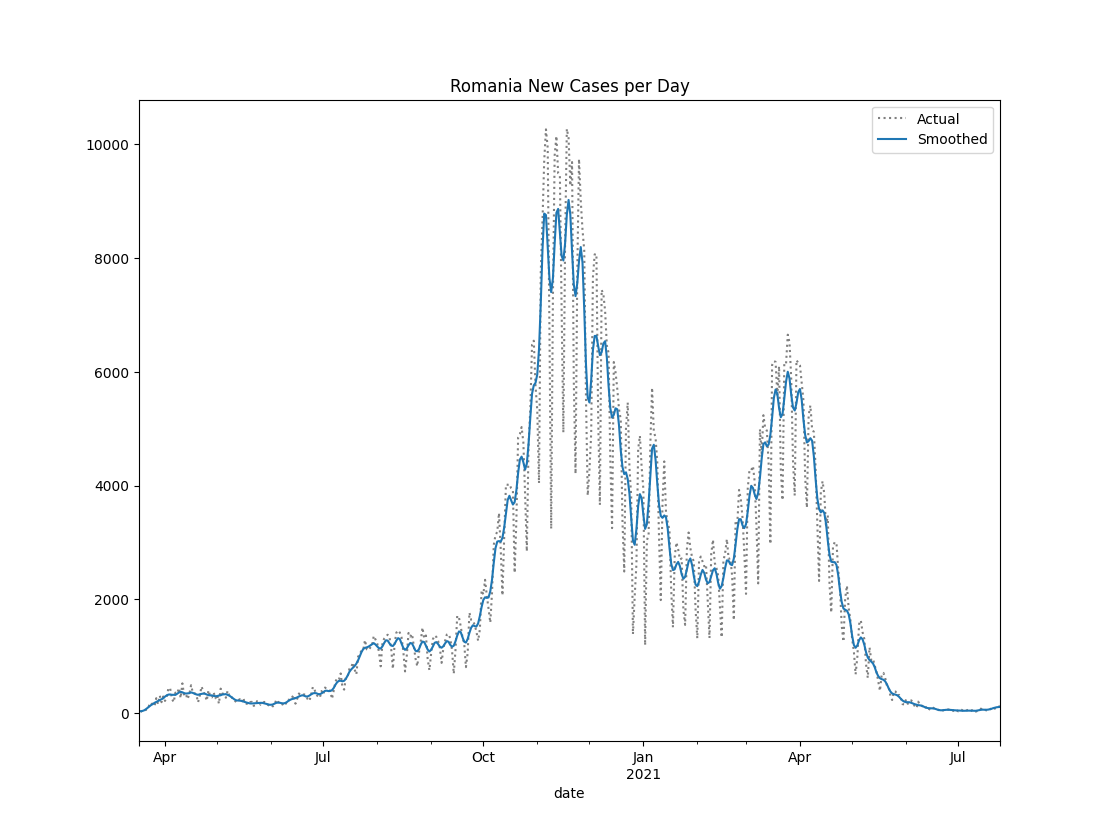 Romania New Cases per Day
Actual
Smoothed
10000
8000
6000
4000
2000
0
Apr
Jul
Oct
Jan
2021
Apr
Jul
date